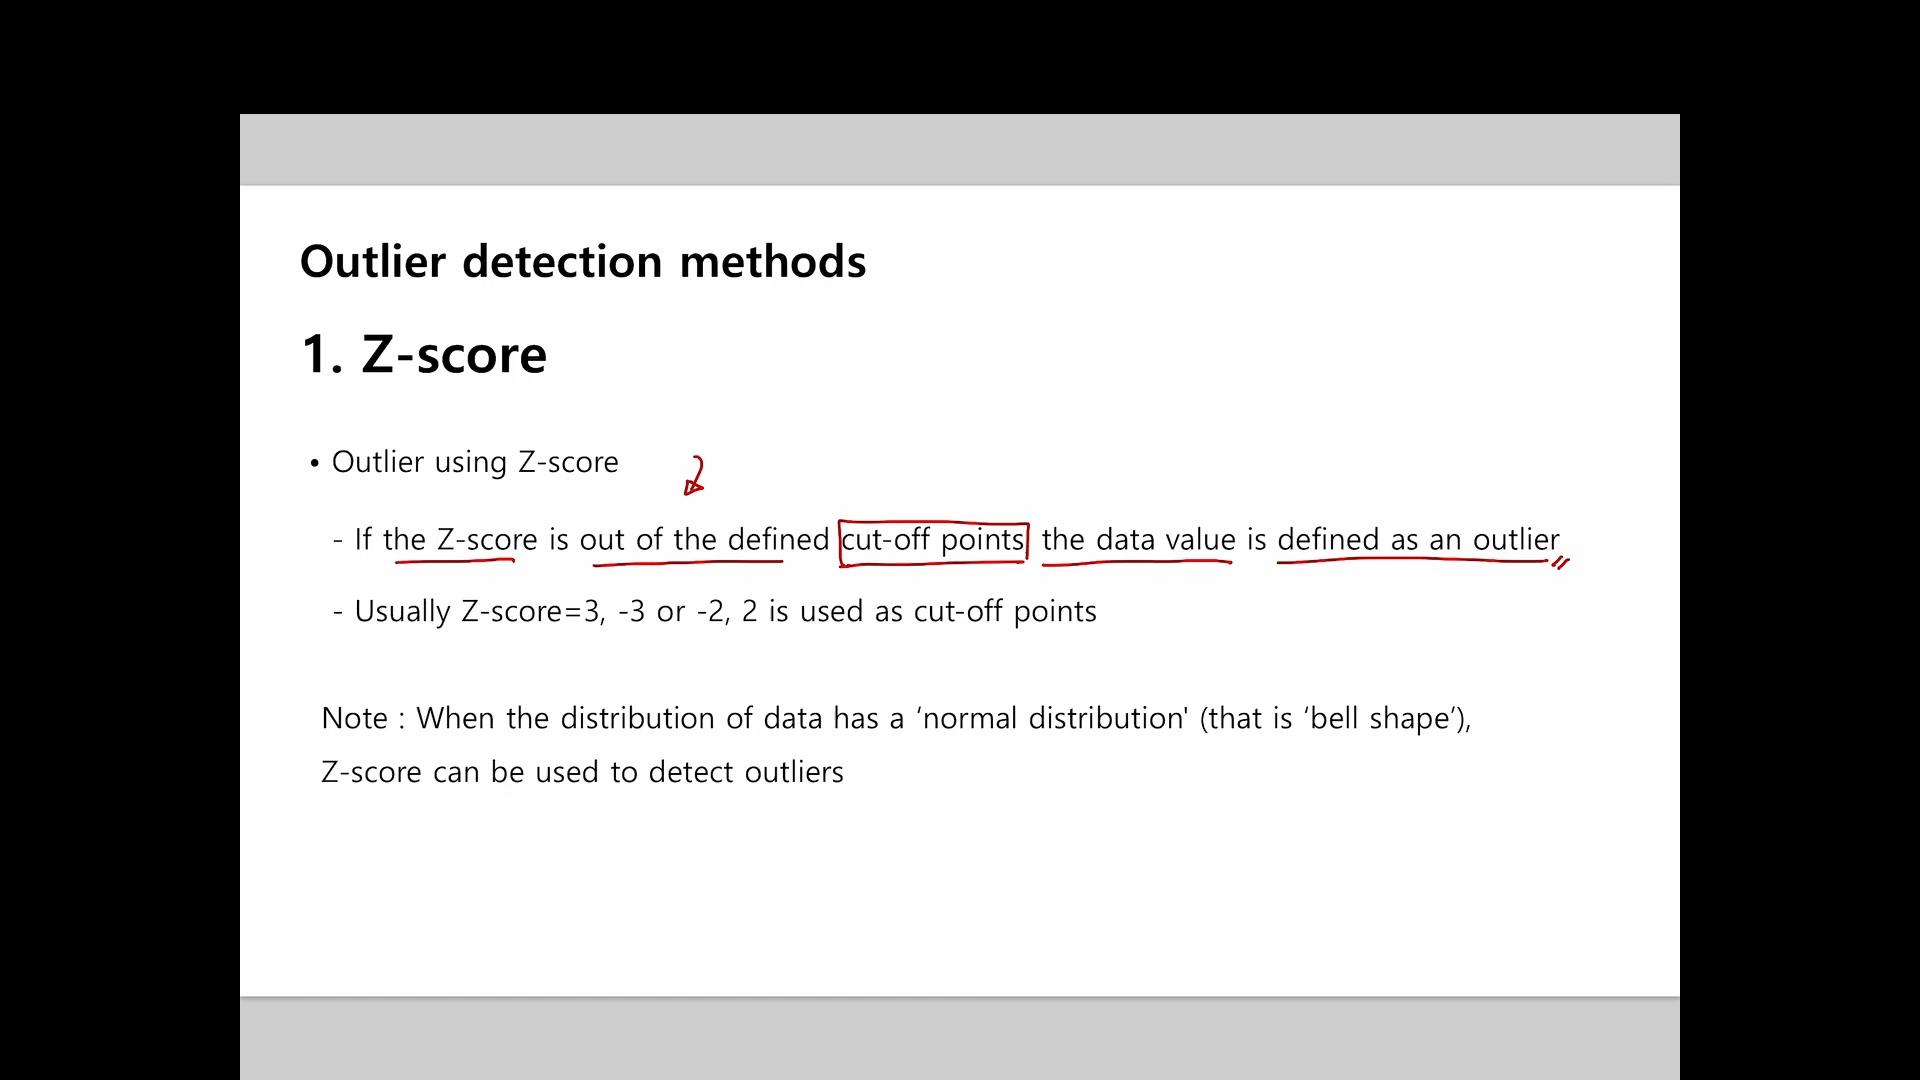 Outlier detection methods
1. Z-score
• Outlier using Z-score
- If the Z-score is out of the defined cut-off points the data value is defined as an outlier
- Usually Z-score=3, -3 or -2, 2 is used as cut-off points
Note : When the distribution of data has a ‘normal distribution' (that is ‘bell shape’),
Z-score can be used to detect outliers